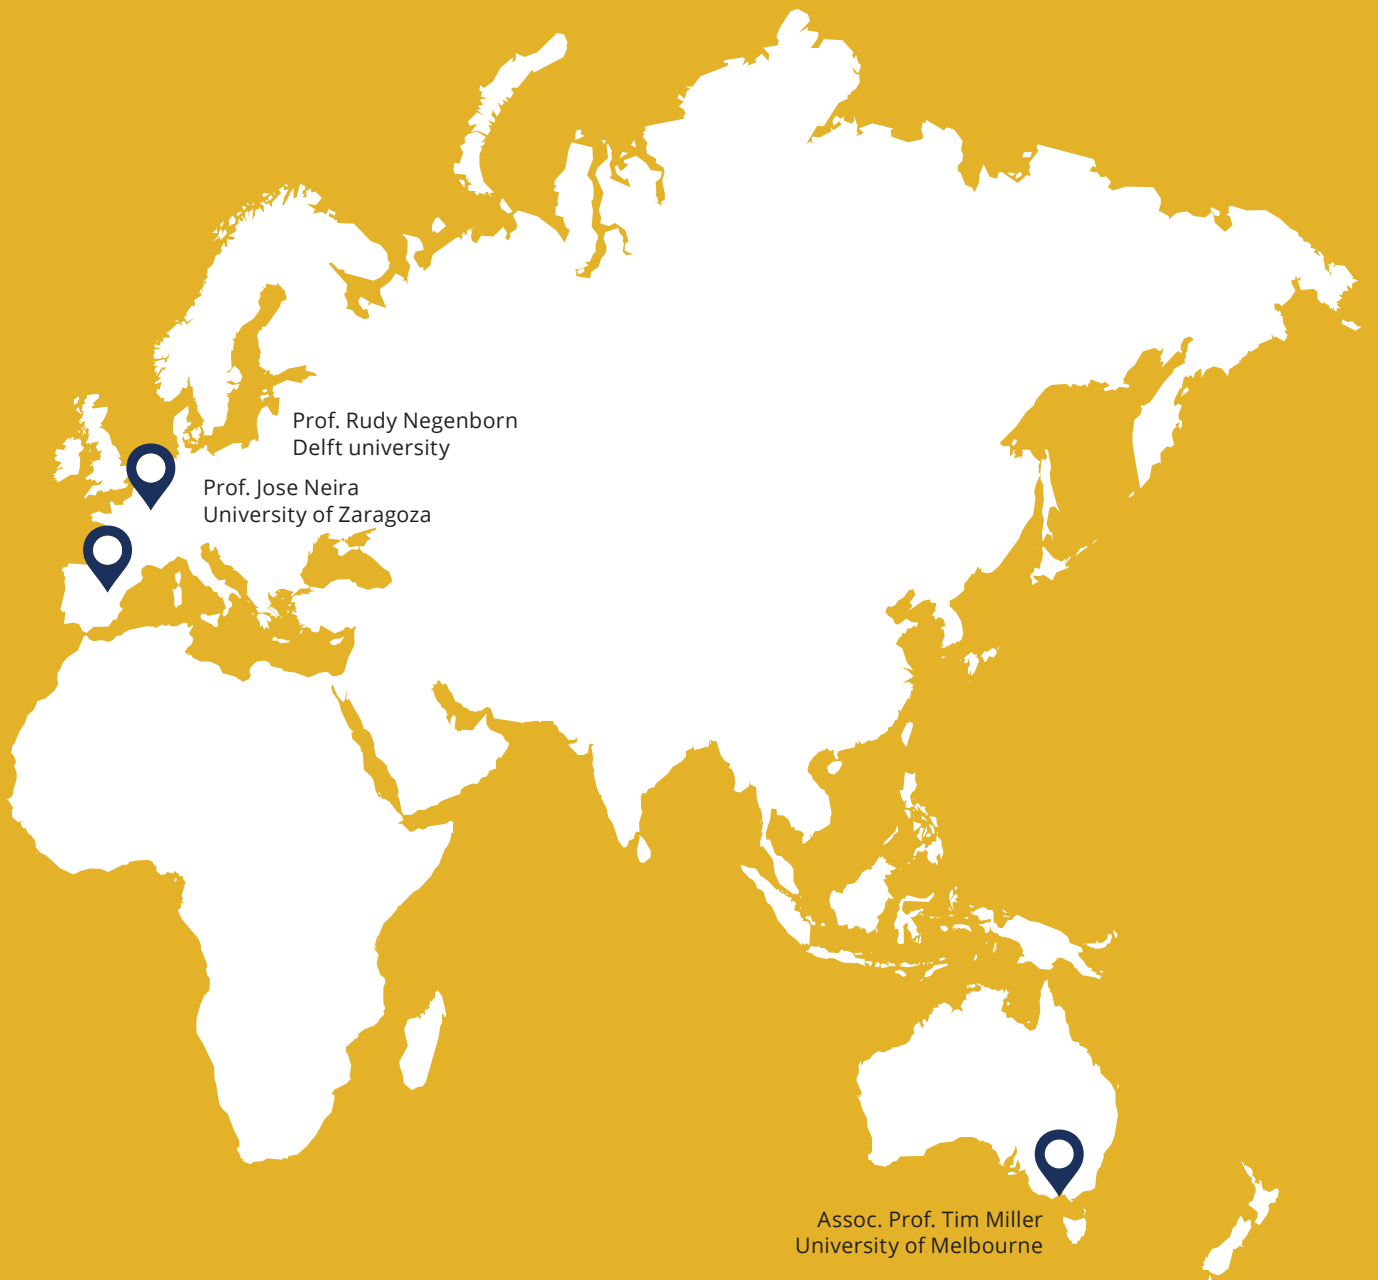 Prof. Rudy Negenborn
Delft university
Prof. Jose Neira
University of Zaragoza
Assoc. Prof. Tim Miller
University of Melbourne